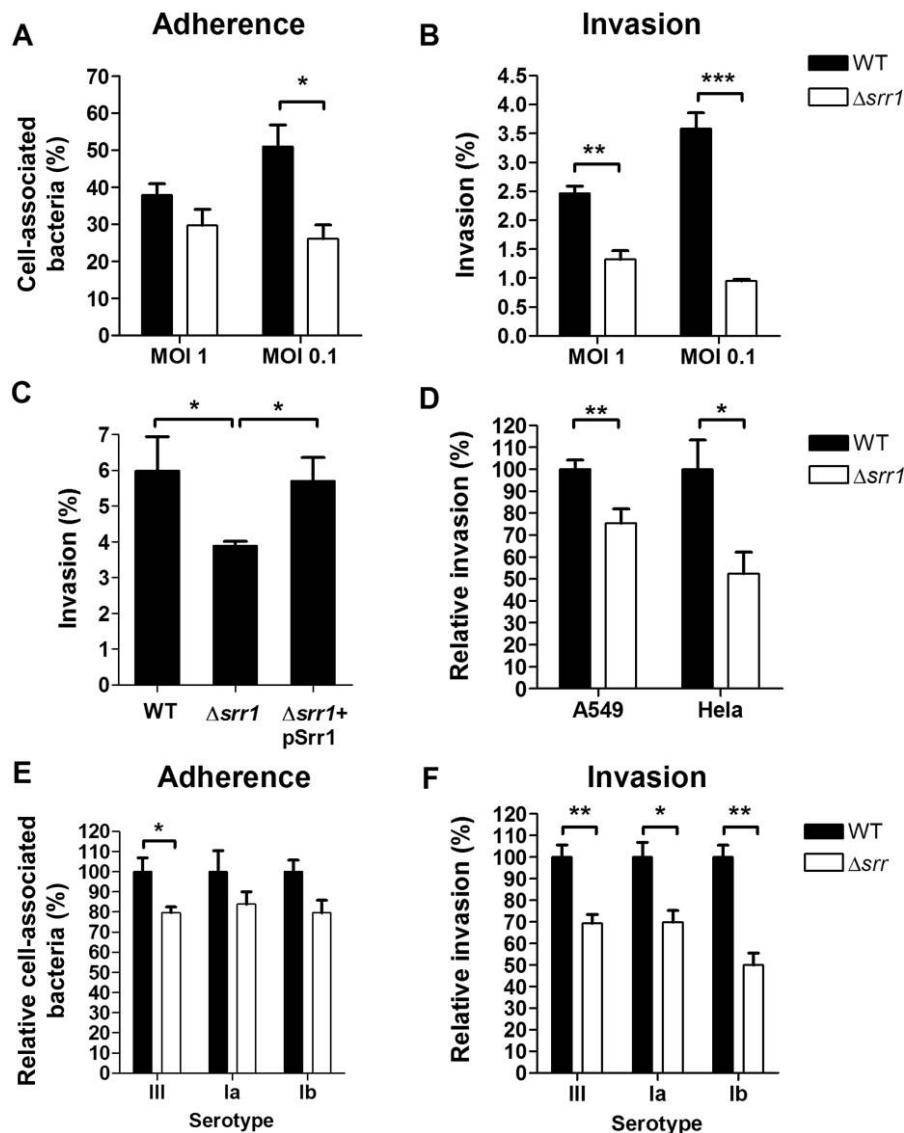 A
Adherence
Cell-associated
bacteria (%)
70
60
50
40
30
20
10
0
*
MOI 1 MOI 0.1
B
Invasion
Invasion (%)
4.5
4.0
3.5
3.0
2.5
2.0
1.5
1.0
0.5
0.0
**
***
MOI 1 MOI 0.1
WT
Δsrr1
C
Invasion (%)
7
6
5
4
3
2
1
0
* *
WT Δsrr1 Δsrr1+
pSrr1
D
Relative invasion (%)
120
110
100
90
80
70
60
50
40
30
20
10
0
** *
A549 Hela
WT
Δsrr1
E
Adherence
Relative cell-associated
bacteria (%)
120
110
100
90
80
70
60
50
40
30
20
10
0
*
III Ia Ib
Serotype
F
Invasion
Relative invasion (%)
120
110
100
90
80
70
60
50
40
30
20
10
0
** * **
III Ia Ib
Serotype
WT
Δsrr